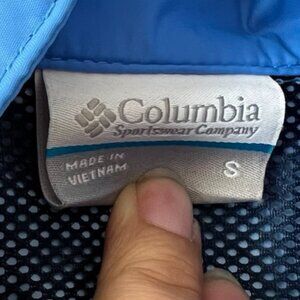 Columbia
Sportswear Company
MADE IN
VIETNAM
S